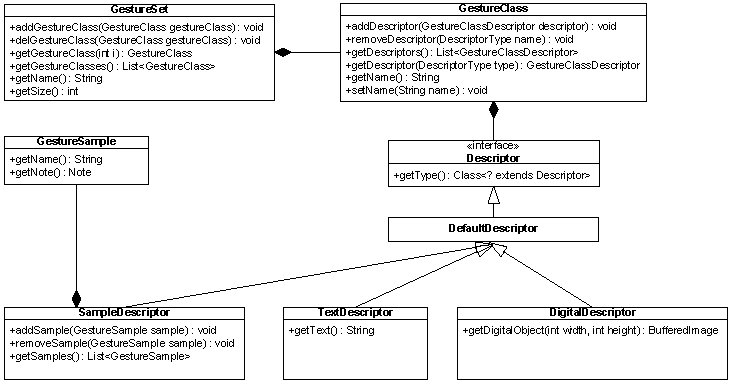 GestureSet
+addGestureClass(GestureClass gestureClass) : void
+delGestureClass(GestureClass gestureClass) : void
+getGestureClass(int i) : GestureClass
+getGestureClasses() : List<GestureClass>
+getName() : String
+getSize() : int
GestureClass
+addDescriptor(GestureClassDescriptor descriptor) : void
+removeDescriptor(DescriptorType name) : void
+getDescriptors() : List<GestureClassDescriptor>
+getDescriptor(DescriptorType type) : GestureClassDescriptor
+getName() : String
+setName(String name) : void
GestureSample
+getName() : String
+getNote() : Note
«interface»
Descriptor
+getType() : Class<? extends Descriptor>
DefaultDescriptor
SampleDescriptor
+addSample(GestureSample sample) : void
+removeSample(GestureSample sample) : void
+getSamples() : List<GestureSample>
TextDescriptor
+getText() : String
DigitalDescriptor
+getDigitalObject(int width, int height) : BufferedImage